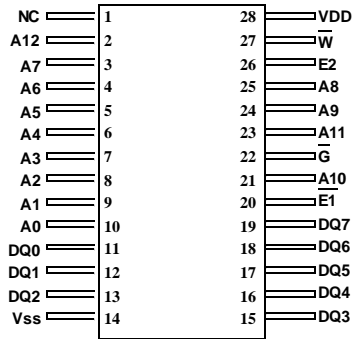 NC 1 28 VDD
A12 2 27 W̅
A7 3 26 E2
A6 4 25 A8
A5 5 24 A9
A4 6 23 A11
A3 7 22 G̅
A2 8 21 A10
A1 9 20 E̅1̅
A0 10 19 DQ7
DQ0 11 18 DQ6
DQ1 12 17 DQ5
DQ2 13 16 DQ4
Vss 14 15 DQ3